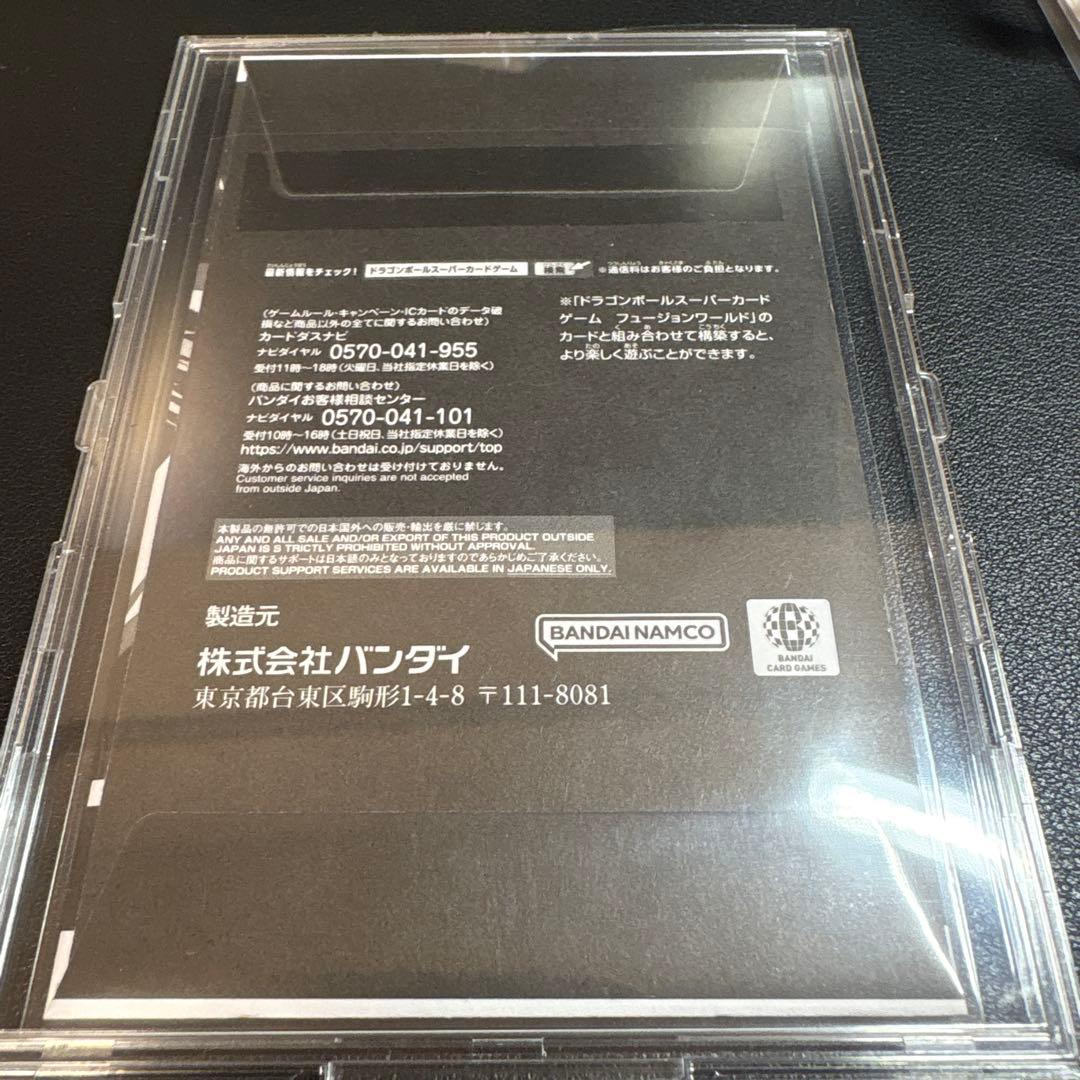 最新情報をチェック! ドラゴンボールスーパーカードゲーム 検索 ※通信料はお客様のご負担となります。
(ゲームルール・キャンペーン・ICカードのデータ破
損など商品以外の全てに関するお問い合わせ)
カードダスナビ
ナビダイヤル 0570-041-955
受付11時~18時(火曜日、当社指定休業日を除く)
(商品に関するお問い合わせ)
バンダイお客様相談センター
ナビダイヤル 0570-041-101
受付10時~16時(土日祝日、当社指定休業日を除く)
https://www.bandai.co.jp/support/top
海外からのお問い合わせは受け付けておりません。
Customer service inquiries are not accepted
from outside Japan.
※「ドラゴンボールスーパーカード
ゲーム フュージョンワールド」の
カードと組み合わせて構築すると、
より楽しく遊ぶことができます。
本製品の無許可での日本国外への販売・輸出を厳に禁じます。
ANY AND ALL SALE AND/OR EXPORT OF THIS PRODUCT OUTSIDE
JAPAN IS S TRICTLY PROHIBITED WITHOUT APPROVAL.
商品に関するサポートは日本語のみとなっておりますのであらかじめご了承ください。
PRODUCT SUPPORT SERVICES ARE AVAILABLE IN JAPANESE ONLY.
製造元
株式会社バンダイ
東京都台東区駒形1-4-8 〒111-8081
BANDAI NAMCO
B
BANDAI
CARD GAMES